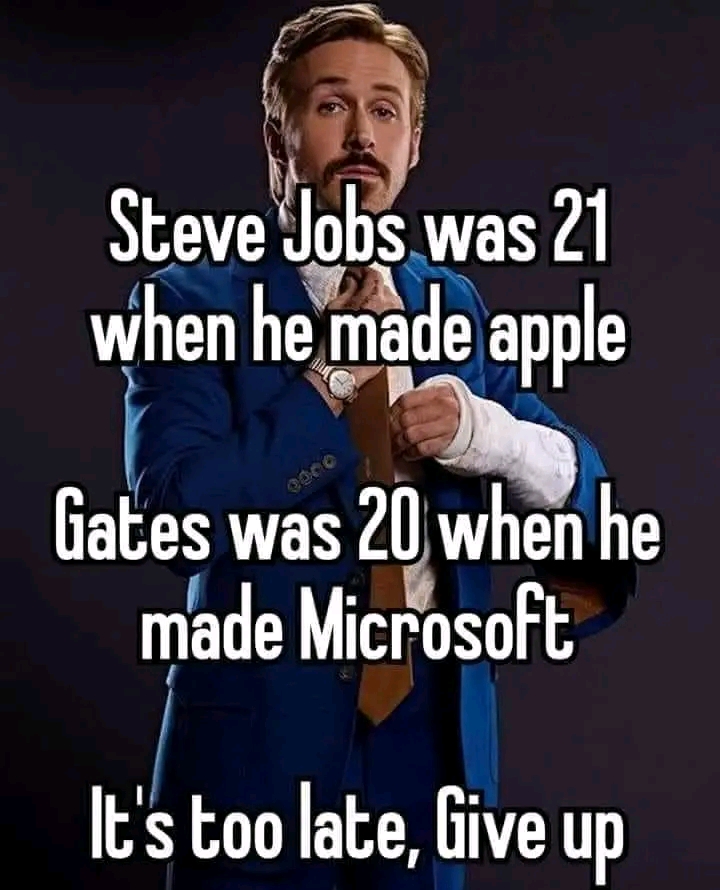 Steve Jobs was 21
when he made apple
Gates was 20 when he
made Microsoft
It's too late, Give up